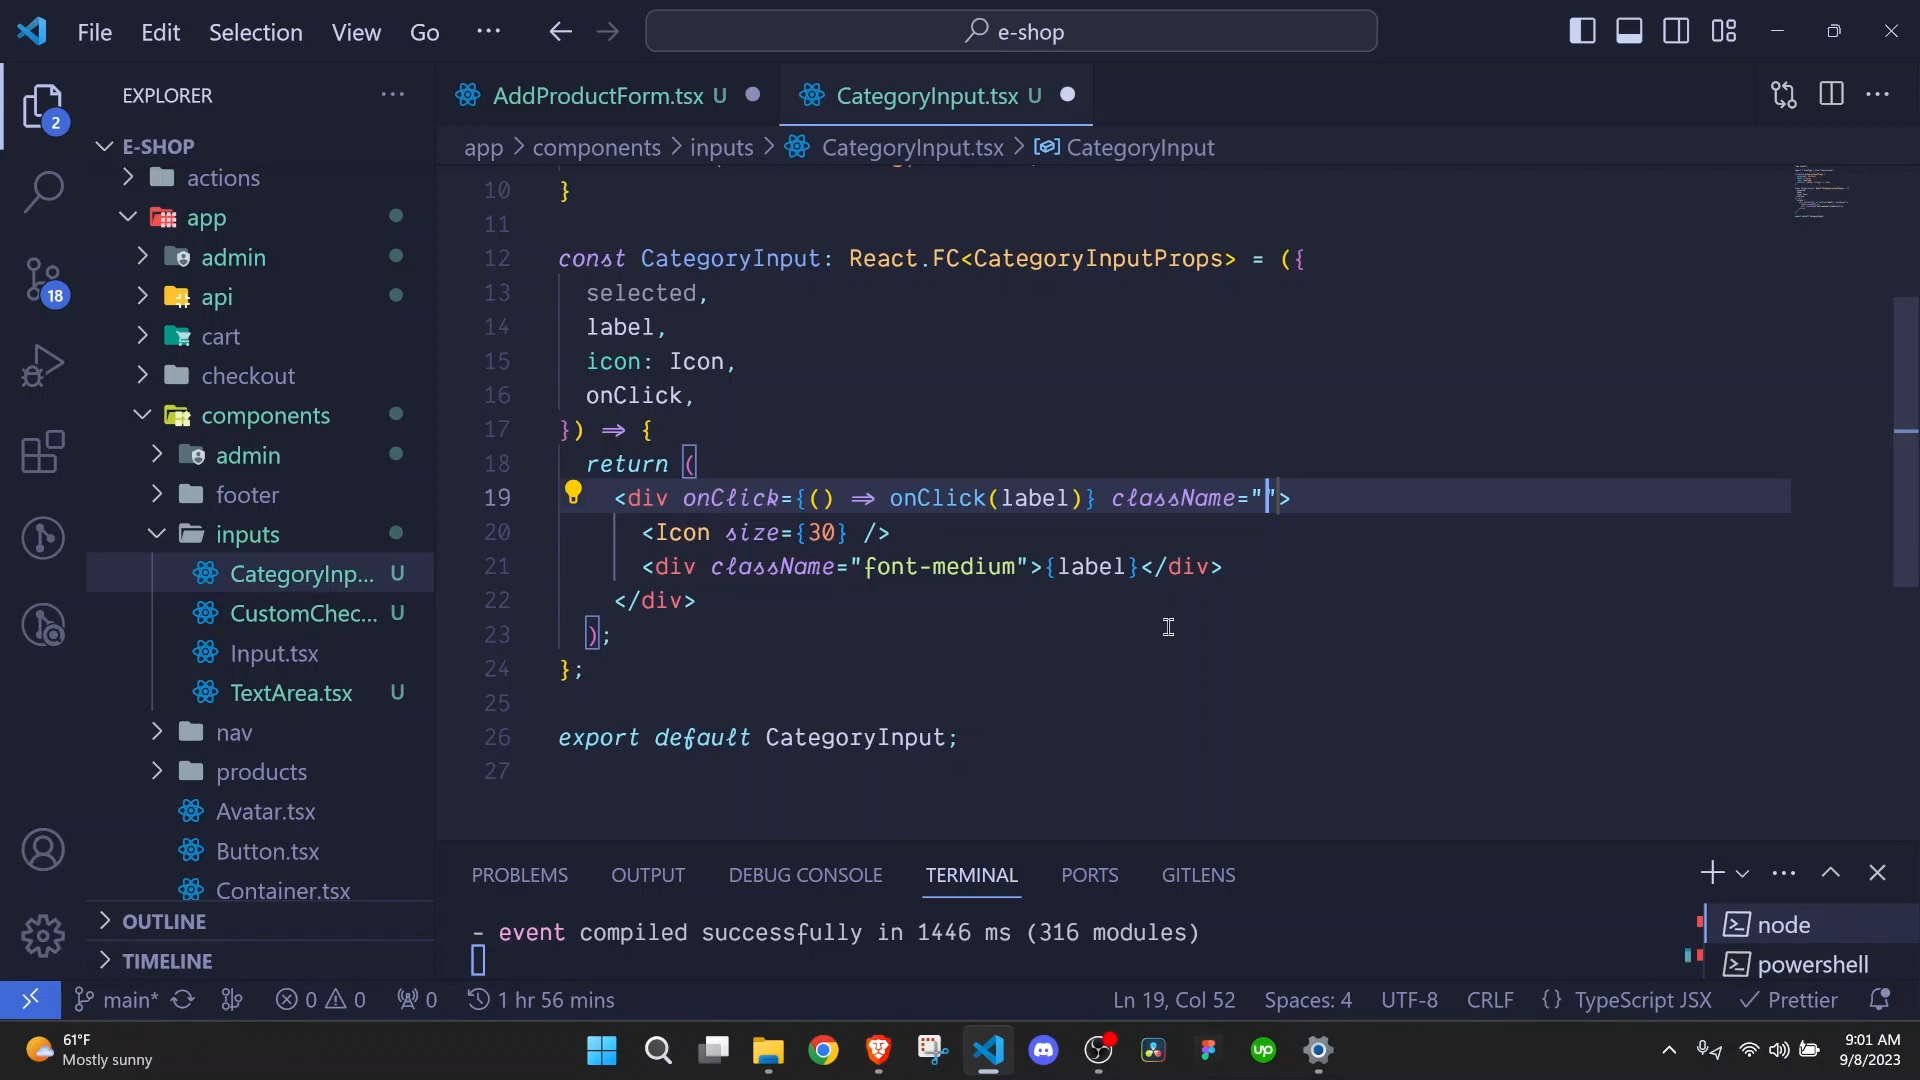 File Edit Selection View Go ··· e-shop
EXPLORER ···
AddProductForm.tsx U
CategoryInput.tsx U
2
E-SHOP
app > components > inputs > CategoryInput.tsx > CategoryInput
actions
app
admin
api
cart
checkout
components
admin
footer
inputs
CategoryInp... U
CustomChec... U
Input.tsx
TextArea.tsx U
nav
products
Avatar.tsx
Button.tsx
Container.tsx
OUTLINE
TIMELINE
18
10 }
11
12 const CategoryInput: React.FC<CategoryInputProps> = ({
13 selected,
14 label,
15 icon: Icon,
16 onClick,
17 }) ⇒ {
18 return (
19 <div onClick={() ⇒ onClick(label)} className="">
20 <Icon size={30} />
21 <div className="font-medium">{label}</div>
22 </div>
23 );
24 };
25
26 export default CategoryInput;
27
PROBLEMS OUTPUT DEBUG CONSOLE TERMINAL PORTS GITLENS
- event compiled successfully in 1446 ms (316 modules)
node
powershell
main* 0 0 0 1 hr 56 mins Ln 19, Col 52 Spaces: 4 UTF-8 CRLF {} TypeScript JSX Prettier
61°F
Mostly sunny
up
9:01 AM
9/8/2023